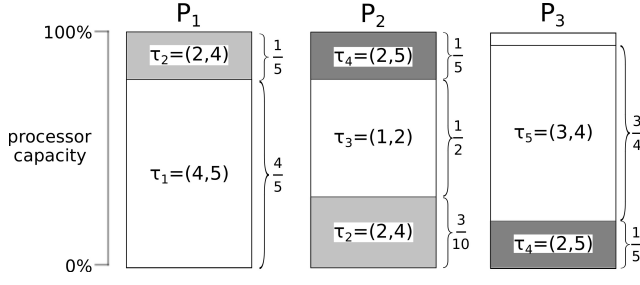 P₁ P₂ P₃
100%
τ₂=(2,4) 1/5
τ₄=(2,5) 1/5
τ₃=(1,2) 1/2
τ₅=(3,4) 3/4
processor
capacity
τ₁=(4,5) 4/5
τ₂=(2,4) 3/10
τ₄=(2,5) 1/5
0%